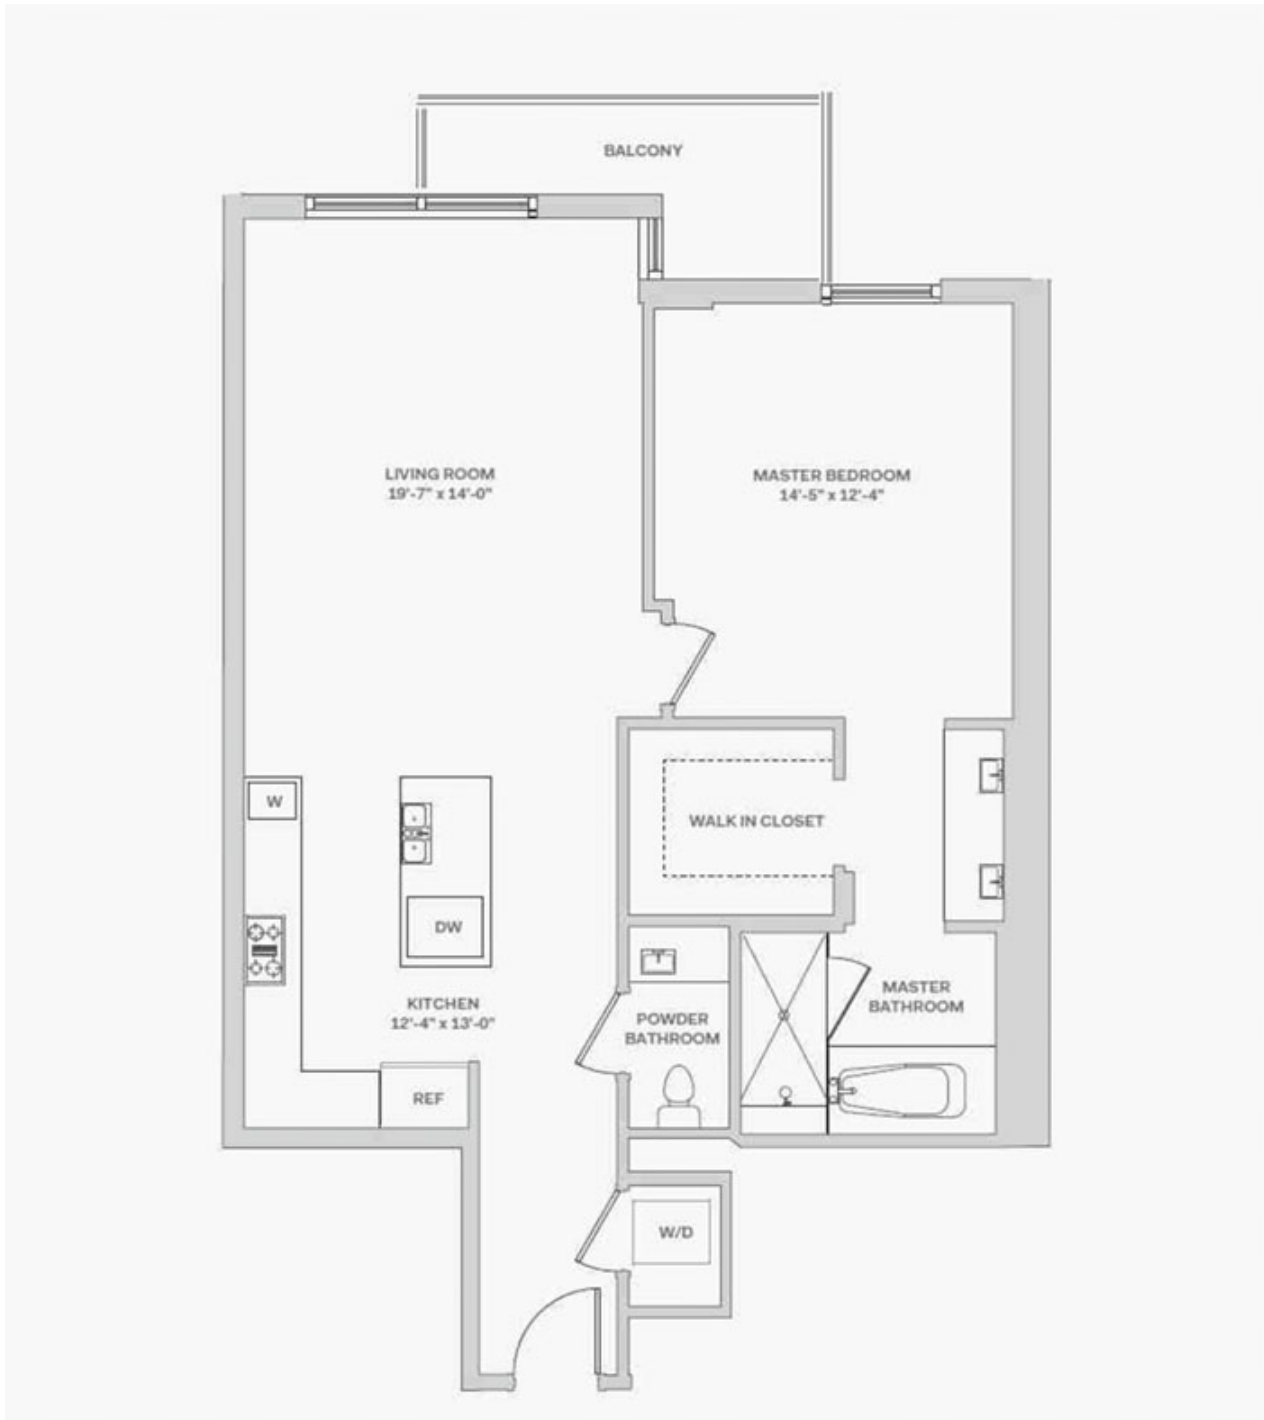 BALCONY
LIVING ROOM
19'-7" x 14'-0"
MASTER BEDROOM
14'-5" x 12'-4"
W
WALK IN CLOSET
DW
KITCHEN
12'-4" x 13'-0"
POWDER
BATHROOM
MASTER
BATHROOM
REF
W/D